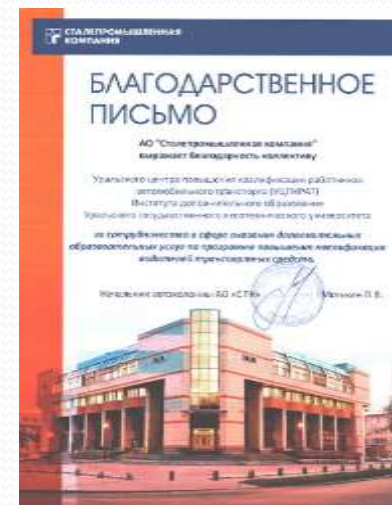 СТАЛЕПРОМЫШЛЕННАЯ
КОМПАНИЯ
БЛАГОДАРСТВЕННОЕ
ПИСЬМО
АО "Сталепромышленная компания"
выражает благодарность коллективу
Уральского центра повышения квалификации работников
автомобильного транспорта (УЦПКРАТ)
Института дополнительного образования
Уральского государственного экономического университета
за сотрудничество в сфере оказания дополнительных
образовательных услуг по программе повышения квалификации
водителей транспортных средств.
Начальник автоколонны АО «СПК» П. В.